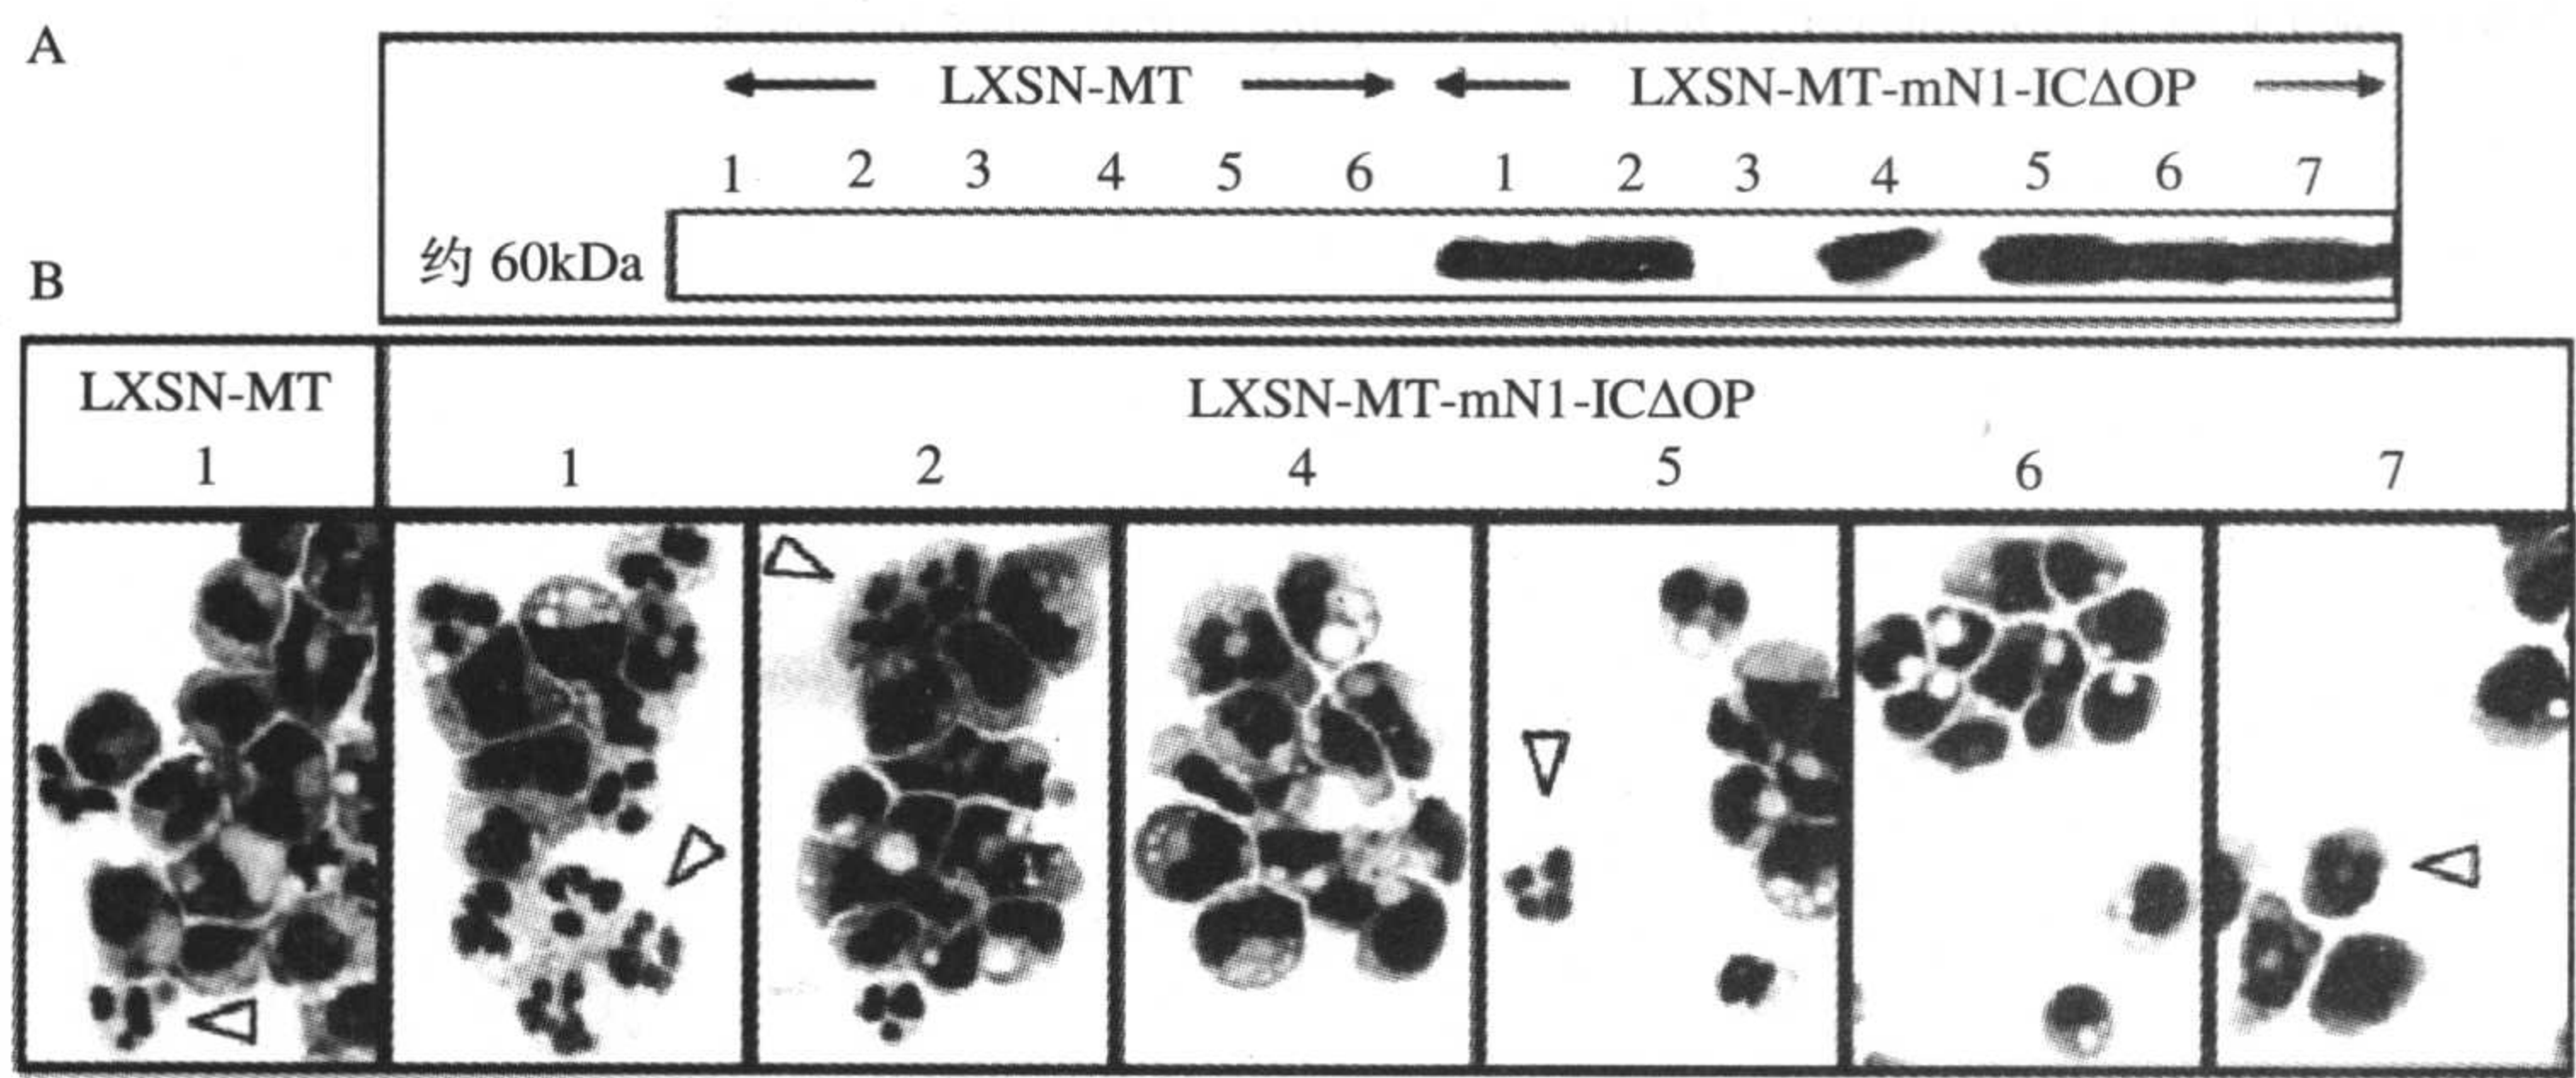 A
LXSN-MT LXSN-MT-mN1-ICΔOP
1 2 3 4 5 6 1 2 3 4 5 6 7
约 60kDa
B
LXSN-MT LXSN-MT-mN1-ICΔOP
1 1 2 4 5 6 7